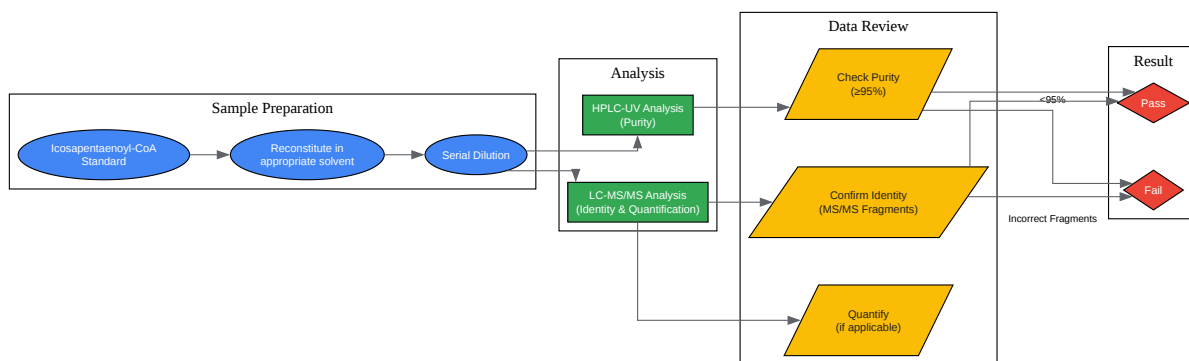 Sample Preparation
Icosapentaenoyl-CoA
Standard
Reconstitute in
appropriate solvent
Serial Dilution
Analysis
HPLC-UV Analysis
(Purity)
LC-MS/MS Analysis
(Identity & Quantification)
Data Review
Check Purity
(≥95%)
Confirm Identity
(MS/MS Fragments)
Quantify
(if applicable)
<95%
Incorrect Fragments
Result
Pass
Fail